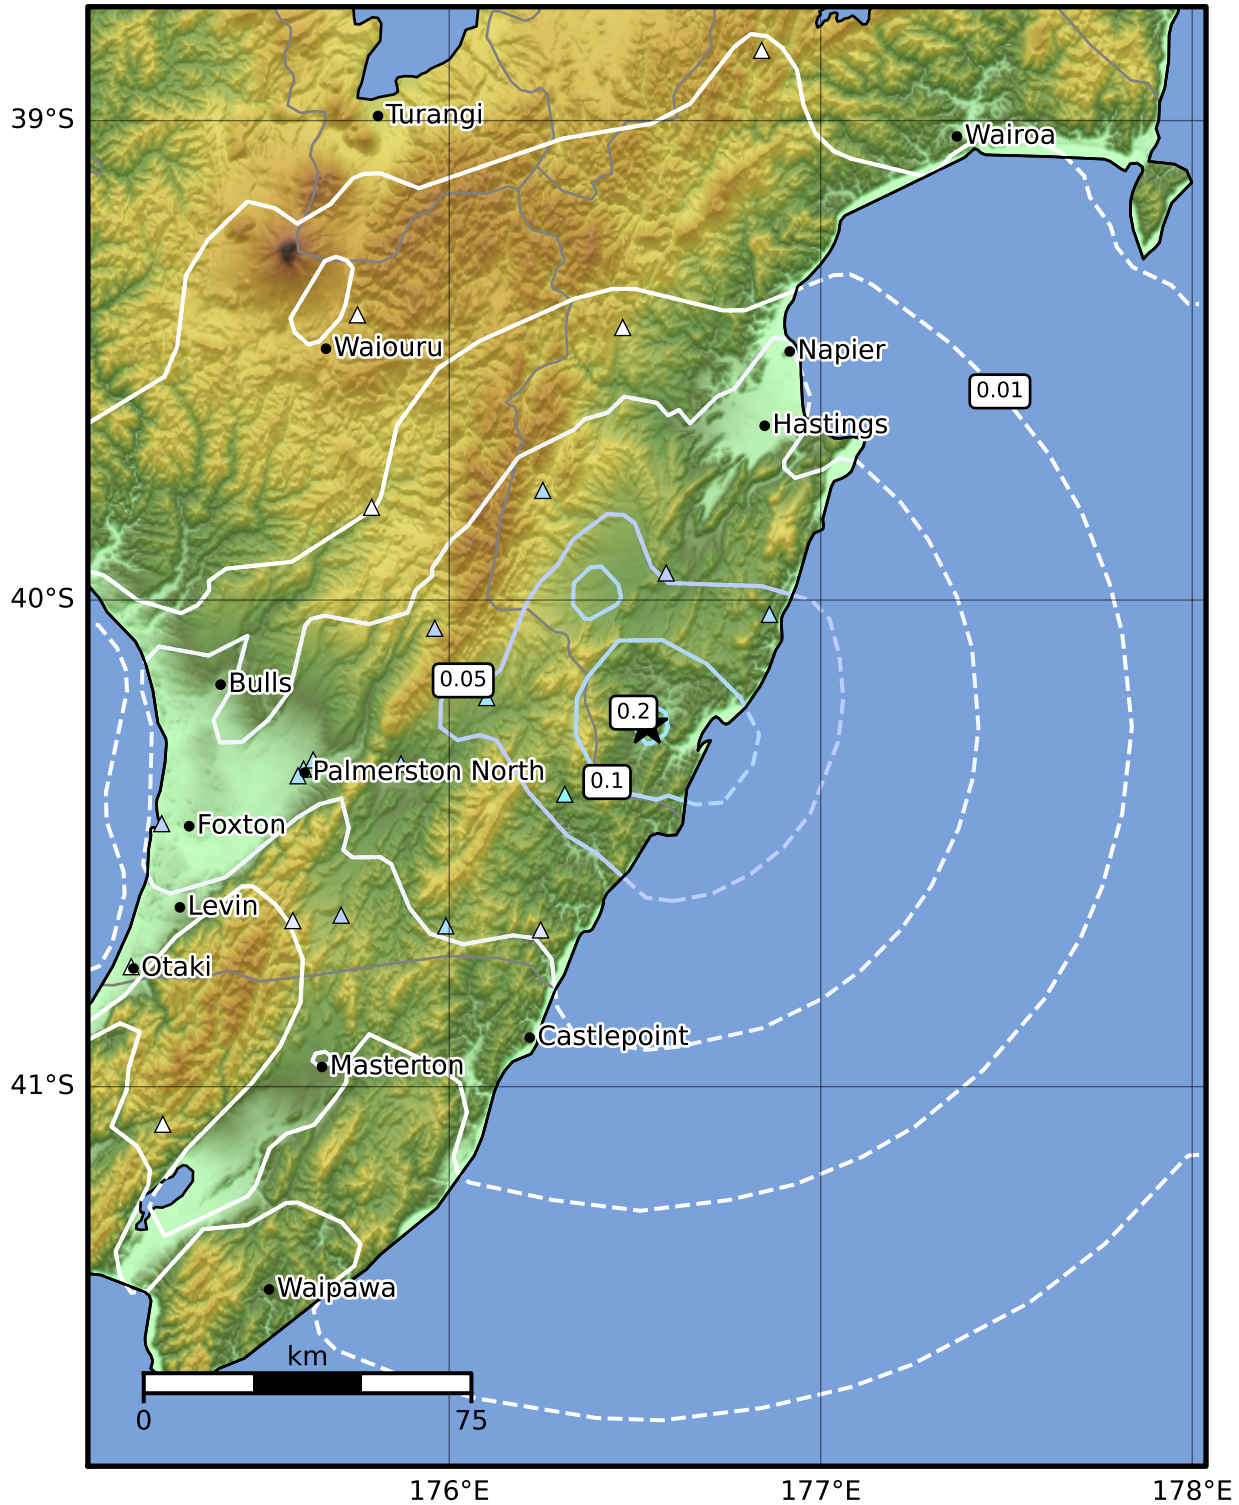 Turangi
39°S
Wairoa
Waiouru
Napier
0.01
Hastings
40°S
0.05
Bulls
0.2
Palmerston North
0.1
Foxton
Levin
Otaki
Castlepoint
Masterton
41°S
Waipawa
km
0 75
176°E 177°E 178°E